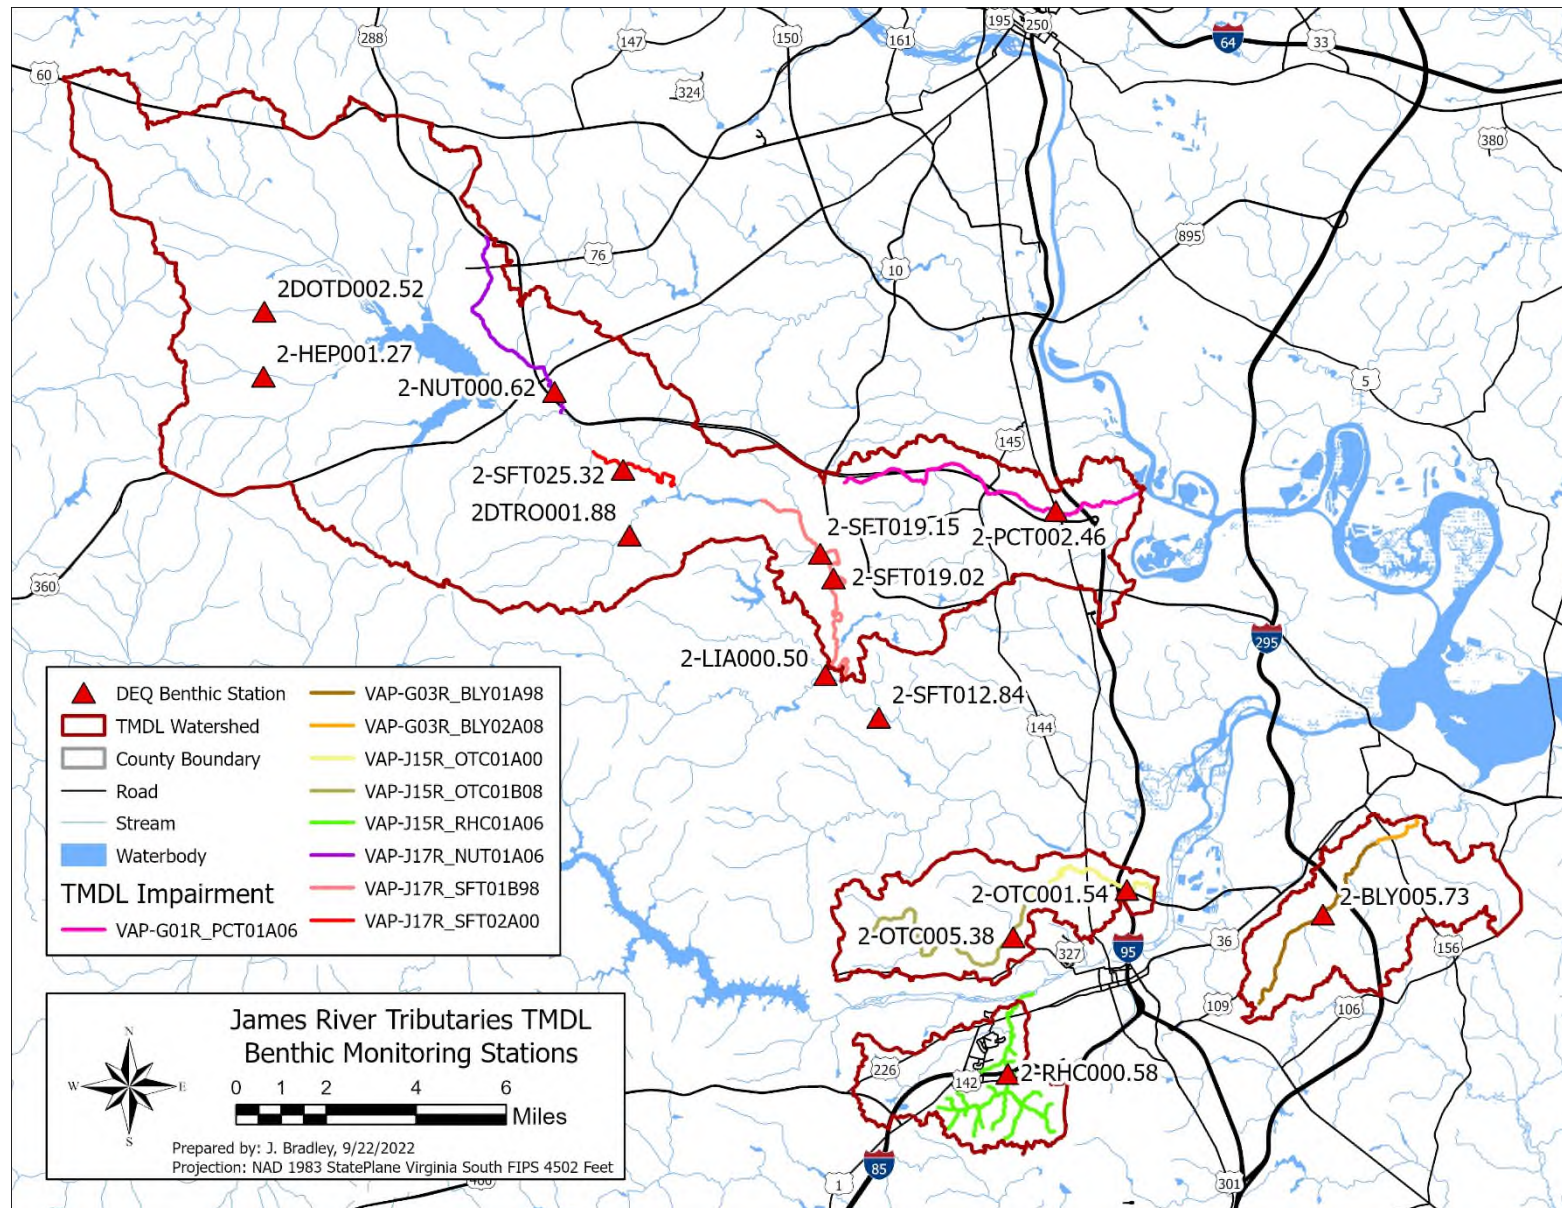 195
250
64
33
288
147
150
161
60
324
380
895
76
10
2DOTD002.52
2-HEP001.27
5
2-NUT000.62
145
2-SFT025.32
2DTRO001.88
2-SFT019.15
2-PCT002.46
2-SFT019.02
360
295
2-LIA000.50
2-SFT012.84
144
DEQ Benthic Station
TMDL Watershed
County Boundary
Road
Stream
Waterbody
TMDL Impairment
VAP-G01R_PCT01A06
VAP-G03R_BLY01A98
VAP-G03R_BLY02A08
VAP-J15R_OTC01A00
VAP-J15R_OTC01B08
VAP-J15R_RHC01A06
VAP-J17R_NUT01A06
VAP-J17R_SFT01B98
VAP-J17R_SFT02A00
2-OTC001.54
2-BLY005.73
2-OTC005.38
327
95
36
156
109
106
226
142
2-RHC000.58
85
1
301
James River Tributaries TMDL
Benthic Monitoring Stations
N
W
E
S
0 1 2 4 6
Miles
Prepared by: J. Bradley, 9/22/2022
Projection: NAD 1983 StatePlane Virginia South FIPS 4502 Feet